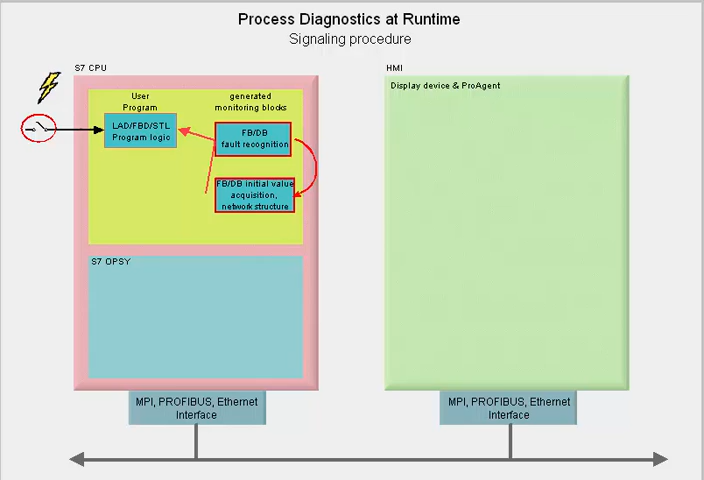 Process Diagnostics at Runtime
Signaling procedure
S7 CPU
HMI
User
Program
generated
monitoring blocks
Display device & ProAgent
LAD/FBD/STL
Program logic
FB/DB
fault recognition
FB/DB initial value
acquisition,
network structure
S7 OPSY
MPI, PROFIBUS, Ethernet
Interface
MPI, PROFIBUS, Ethernet
Interface